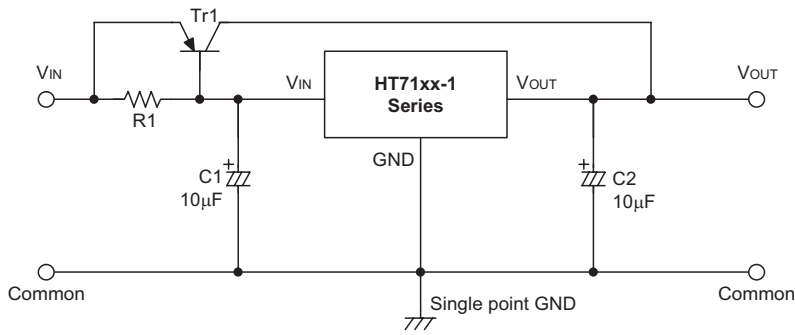 Tr1
VIN
R1
VIN
HT71xx-1
Series
VOUT
VOUT
GND
C1
10μF
C2
10μF
Common
Single point GND
Common